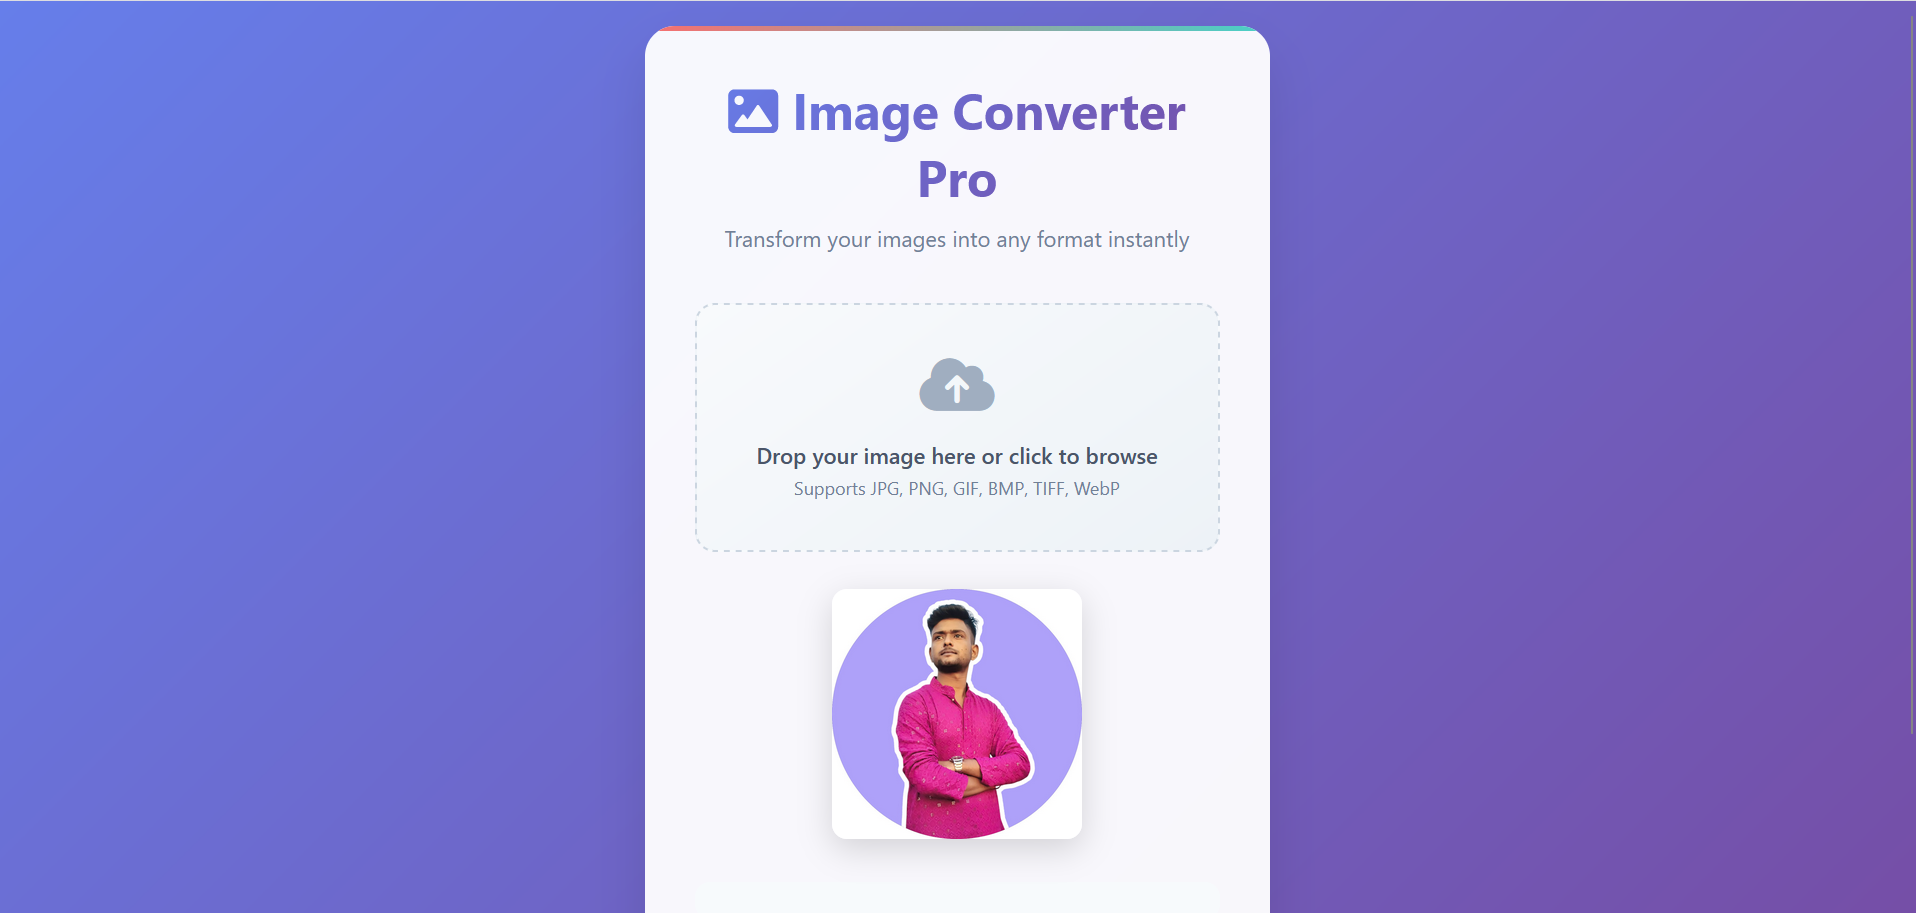 Image Converter
Pro
Transform your images into any format instantly
Drop your image here or click to browse
Supports JPG, PNG, GIF, BMP, TIFF, WebP